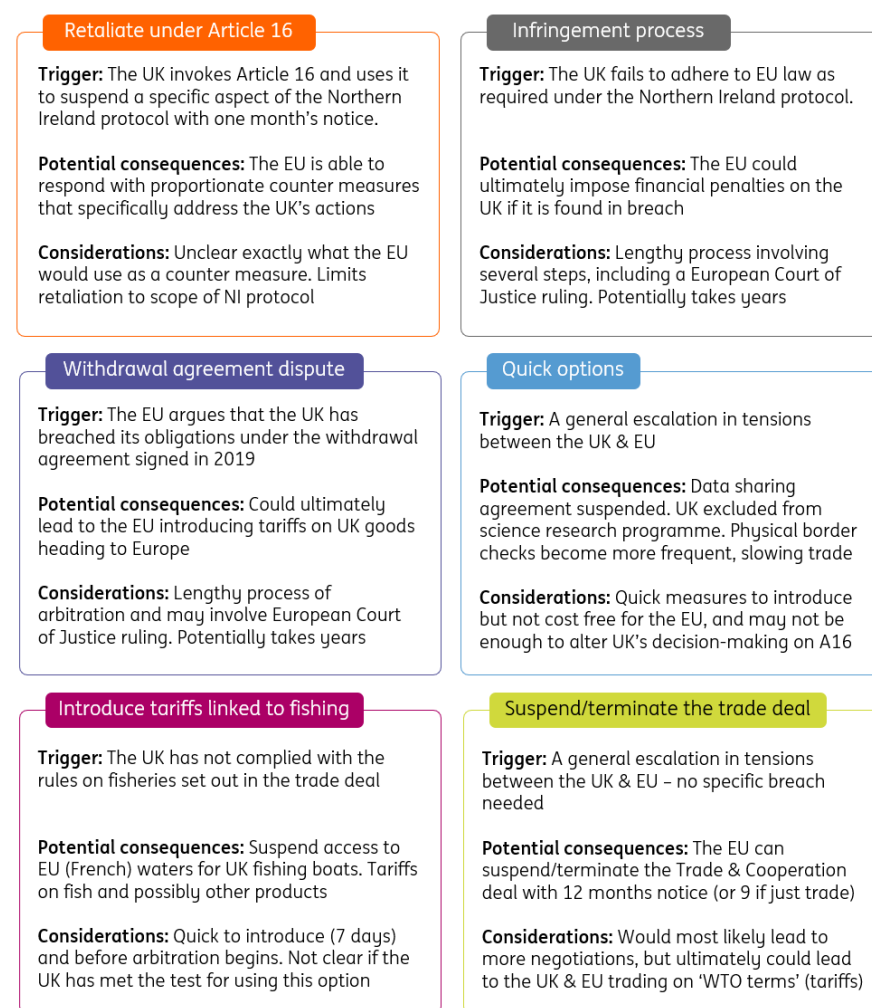 Retaliate under Article 16
Trigger: The UK invokes Article 16 and uses it
to suspend a specific aspect of the Northern
Ireland protocol with one month's notice.
Potential consequences: The EU is able to
respond with proportionate counter measures
that specifically address the UK's actions
Considerations: Unclear exactly what the EU
would use as a counter measure. Limits
retaliation to scope of NI protocol
Infringement process
Trigger: The UK fails to adhere to EU law as
required under the Northern Ireland protocol.
Potential consequences: The EU could
ultimately impose financial penalties on the
UK if it is found in breach
Considerations: Lengthy process involving
several steps, including a European Court of
Justice ruling. Potentially takes years
Withdrawal agreement dispute
Trigger: The EU argues that the UK has
breached its obligations under the withdrawal
agreement signed in 2019
Potential consequences: Could ultimately
lead to the EU introducing tariffs on UK goods
heading to Europe
Considerations: Lengthy process of
arbitration and may involve European Court
of Justice ruling. Potentially takes years
Quick options
Trigger: A general escalation in tensions
between the UK & EU
Potential consequences: Data sharing
agreement suspended. UK excluded from
science research programme. Physical border
checks become more frequent, slowing trade
Considerations: Quick measures to introduce
but not cost free for the EU, and may not be
enough to alter UK's decision-making on A16
Introduce tariffs linked to fishing
Trigger: The UK has not complied with the
rules on fisheries set out in the trade deal
Potential consequences: Suspend access to
EU (French) waters for UK fishing boats. Tariffs
on fish and possibly other products
Considerations: Quick to introduce (7 days)
and before arbitration begins. Not clear if the
UK has met the test for using this option
Suspend/terminate the trade deal
Trigger: A general escalation in tensions
between the UK & EU – no specific breach
needed
Potential consequences: The EU can
suspend/terminate the Trade & Cooperation
deal with 12 months notice (or 9 if just trade)
Considerations: Would most likely lead to
more negotiations, but ultimately could lead
to the UK & EU trading on 'WTO terms' (tariffs)